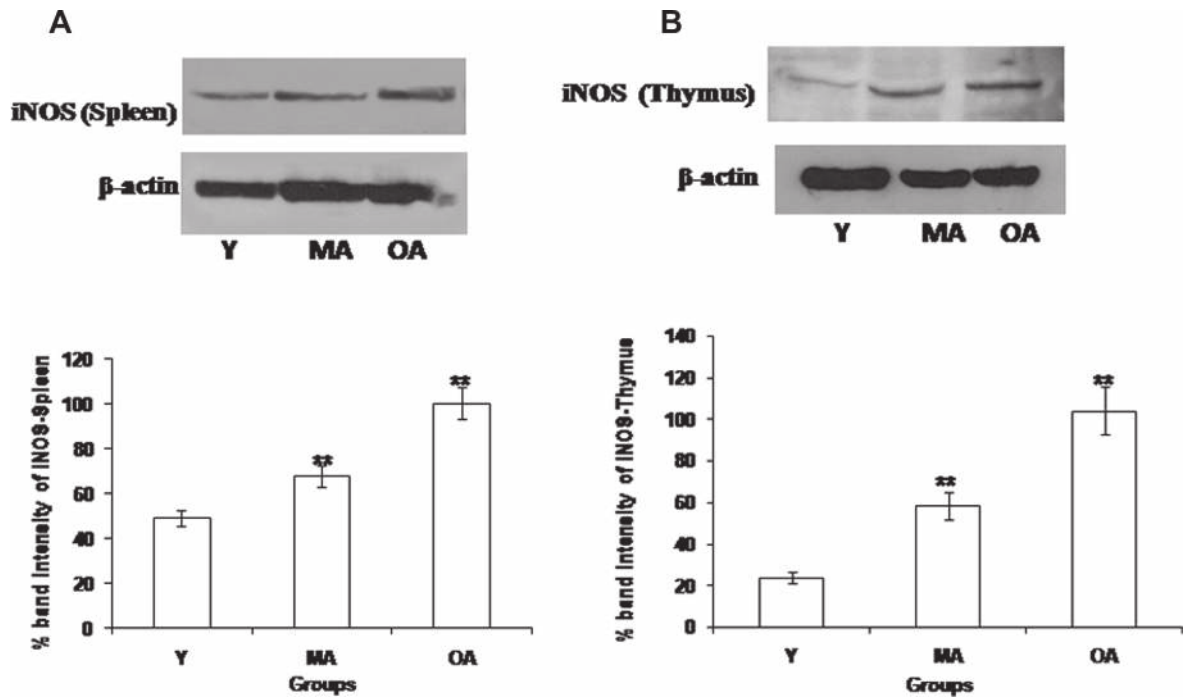 A
iNOS (Spleen)
β-actin
Y MA OA
% band intensity of iNOS-Spleen
120
100
80
60
40
20
0
**
**
Y MA OA
Groups
B
iNOS (Thymus)
β-actin
Y MA OA
% band intensity of iNOS-Thymus
140
120
100
80
60
40
20
0
**
**
Y MA OA
Groups